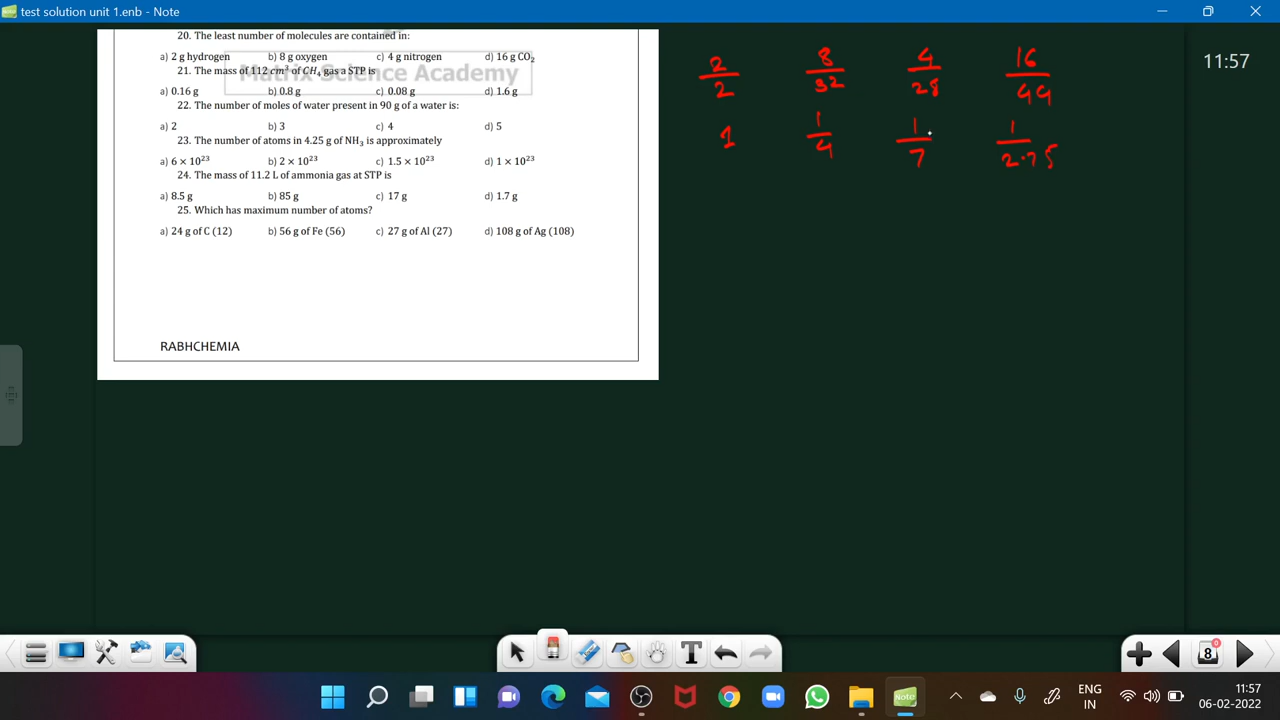 test solution unit 1.enb - Note
20. The least number of molecules are contained in:
a) 2 g hydrogen b) 8 g oxygen c) 4 g nitrogen d) 16 g CO₂
Matrix Science Academy
21. The mass of 112 cm³ of CH₄ gas a STP is
a) 0.16 g b) 0.8 g c) 0.08 g d) 1.6 g
22. The number of moles of water present in 90 g of a water is:
a) 2 b) 3 c) 4 d) 5
23. The number of atoms in 4.25 g of NH₃ is approximately
a) 6 × 10²³ b) 2 × 10²³ c) 1.5 × 10²³ d) 1 × 10²³
24. The mass of 11.2 L of ammonia gas at STP is
a) 8.5 g b) 85 g c) 17 g d) 1.7 g
25. Which has maximum number of atoms?
a) 24 g of C (12) b) 56 g of Fe (56) c) 27 g of Al (27) d) 108 g of Ag (108)
RABHCHEMIA
2/2 8/32 4/28 16/44
1 1/4 1/7 1/2.75
11:57
T
8
0
Note
ENG
IN
11:57
06-02-2022